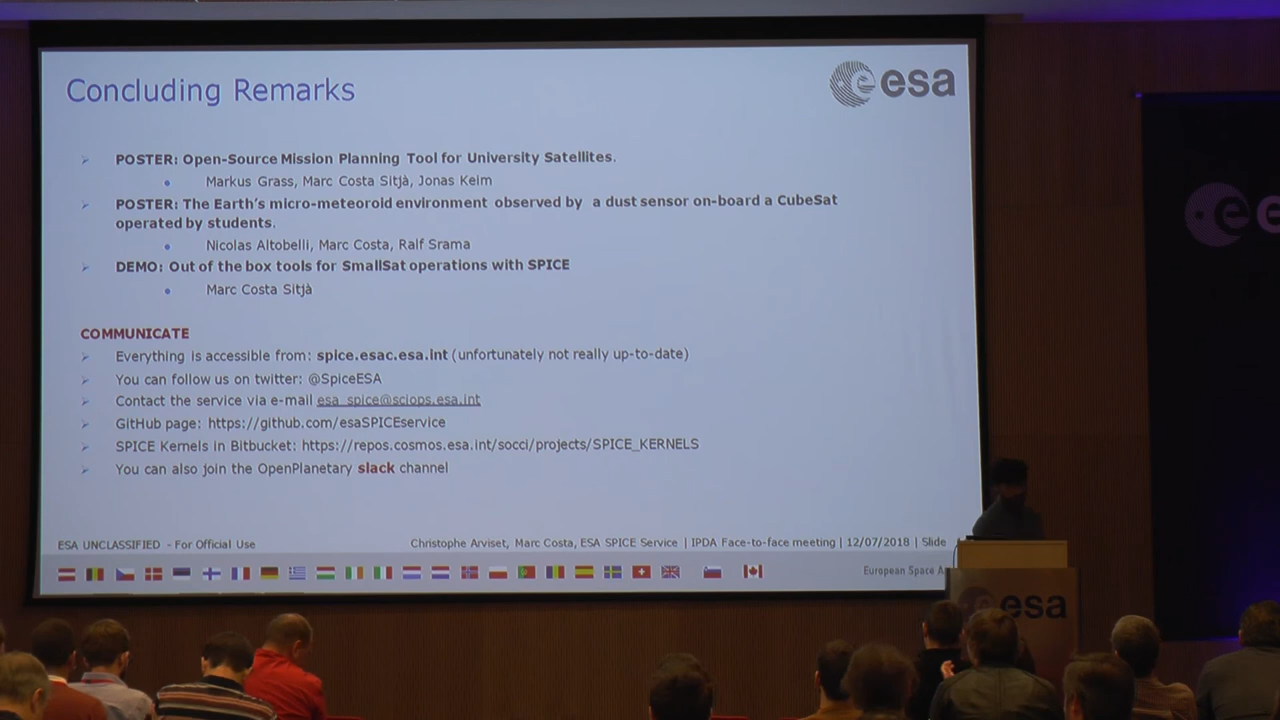 Concluding Remarks
esa
POSTER: Open-Source Mission Planning Tool for University Satellites.
Markus Grass, Marc Costa Sitjà, Jonas Keim
POSTER: The Earth's micro-meteoroid environment observed by a dust sensor on-board a CubeSat
operated by students.
Nicolas Altobelli, Marc Costa, Ralf Srama
DEMO: Out of the box tools for SmallSat operations with SPICE
Marc Costa Sitjà
COMMUNICATE
Everything is accessible from: spice.esac.esa.int (unfortunately not really up-to-date)
You can follow us on twitter: @SpiceESA
Contact the service via e-mail esa_spice@sciops.esa.int
GitHub page: https://github.com/esaSPICEservice
SPICE Kernels in Bitbucket: https://repos.cosmos.esa.int/socci/projects/SPICE_KERNELS
You can also join the OpenPlanetary slack channel
ESA UNCLASSIFIED - For Official Use
Christophe Arviset, Marc Costa, ESA SPICE Service | IPDA Face-to-face meeting | 12/07/2018 | Slide
European Space
esa